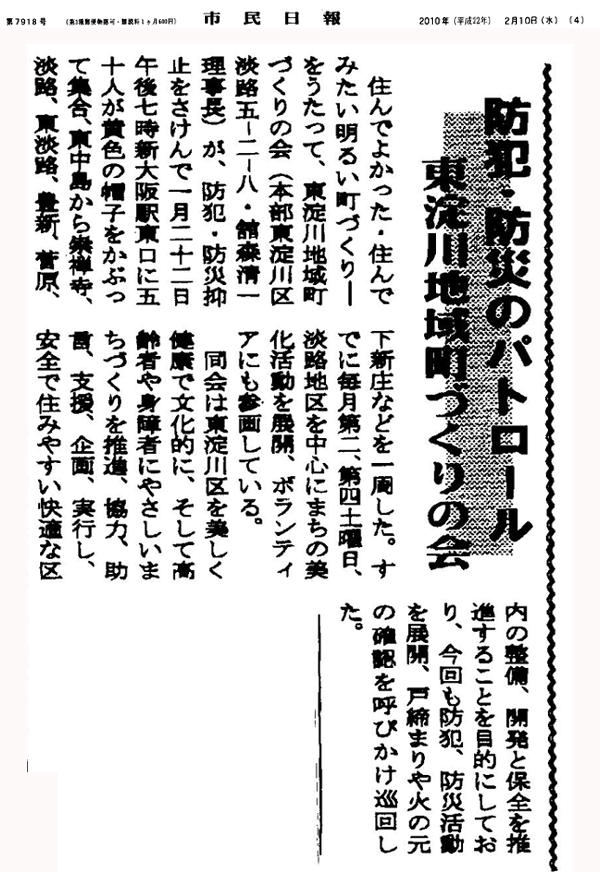 第7918号
(第3種郵便物認可・購読料1ヶ月600円)
市民日報
2010年(平成22年)
2月10日(水)
(4)
防犯・防災のパトロール
東淀川地域町づくりの会
住んでよかった・住んで
みたい明るい町づくり―
をうたって、東淀川地域町
づくりの会(本部東淀川区
淡路五-二-八・舘森清一
理事長)が、防犯・防災抑
止をさけんで一月二十二日
午後七時新大阪駅東口に五
十人が黄色の帽子をかぶっ
て集合、東中島から崇禅寺、
淡路、東淡路、豊新、菅原、
下新庄などを一周した。す
でに毎月第二、第四土曜日、
淡路地区を中心にまちの美
化活動を展開、ボランティ
アにも参画している。
同会は東淀川区を美しく
健康で文化的に、そして高
齢者や身障者にやさしいま
ちづくりを推進、協力、助
言、支援、企画、実行し、
安全で住みやすい快適な区
内の整備、開発と保全を推
進することを目的にしてお
り、今回も防犯、防災活動
を展開、戸締まりや火の元
の確認を呼びかけ巡回し
た。